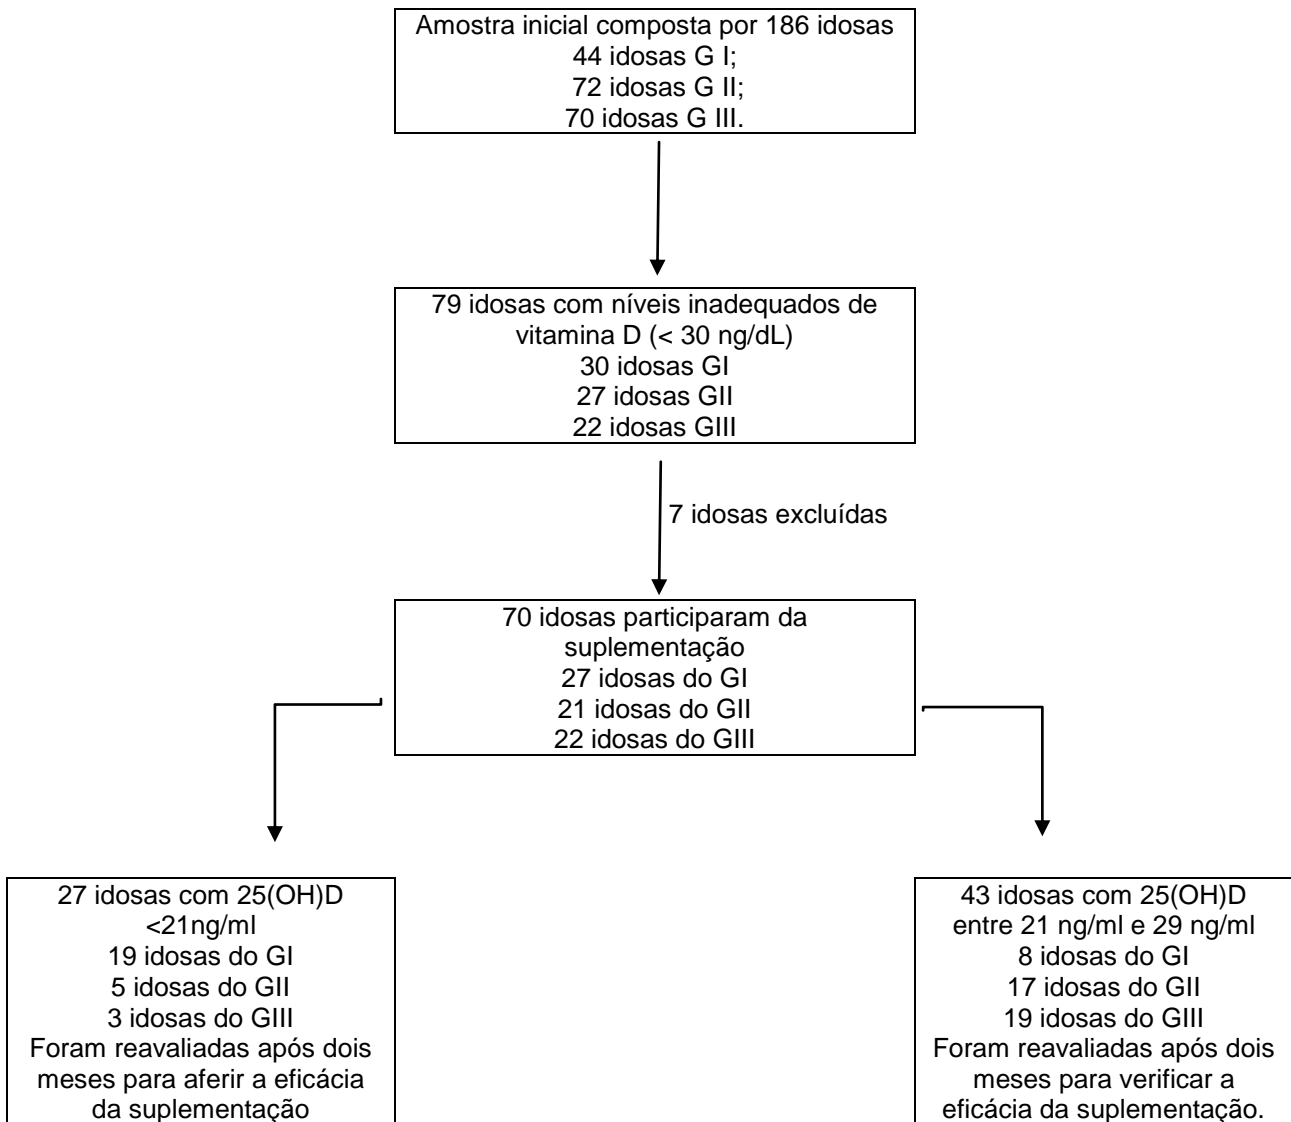 Amostra inicial composta por 186 idosas
44 idosas G I;
72 idosas G II;
70 idosas G III.
79 idosas com níveis inadequados de
vitamina D (< 30 ng/dL)
30 idosas GI
27 idosas GII
22 idosas GIII
7 idosas excluídas
70 idosas participaram da
suplementação
27 idosas do GI
21 idosas do GII
22 idosas do GIII
27 idosas com 25(OH)D
<21ng/ml
19 idosas do GI
5 idosas do GII
3 idosas do GIII
Foram reavaliadas após dois
meses para aferir a eficácia
da suplementação
43 idosas com 25(OH)D
entre 21 ng/ml e 29 ng/ml
8 idosas do GI
17 idosas do GII
19 idosas do GIII
Foram reavaliadas após dois
meses para verificar a
eficácia da suplementação.